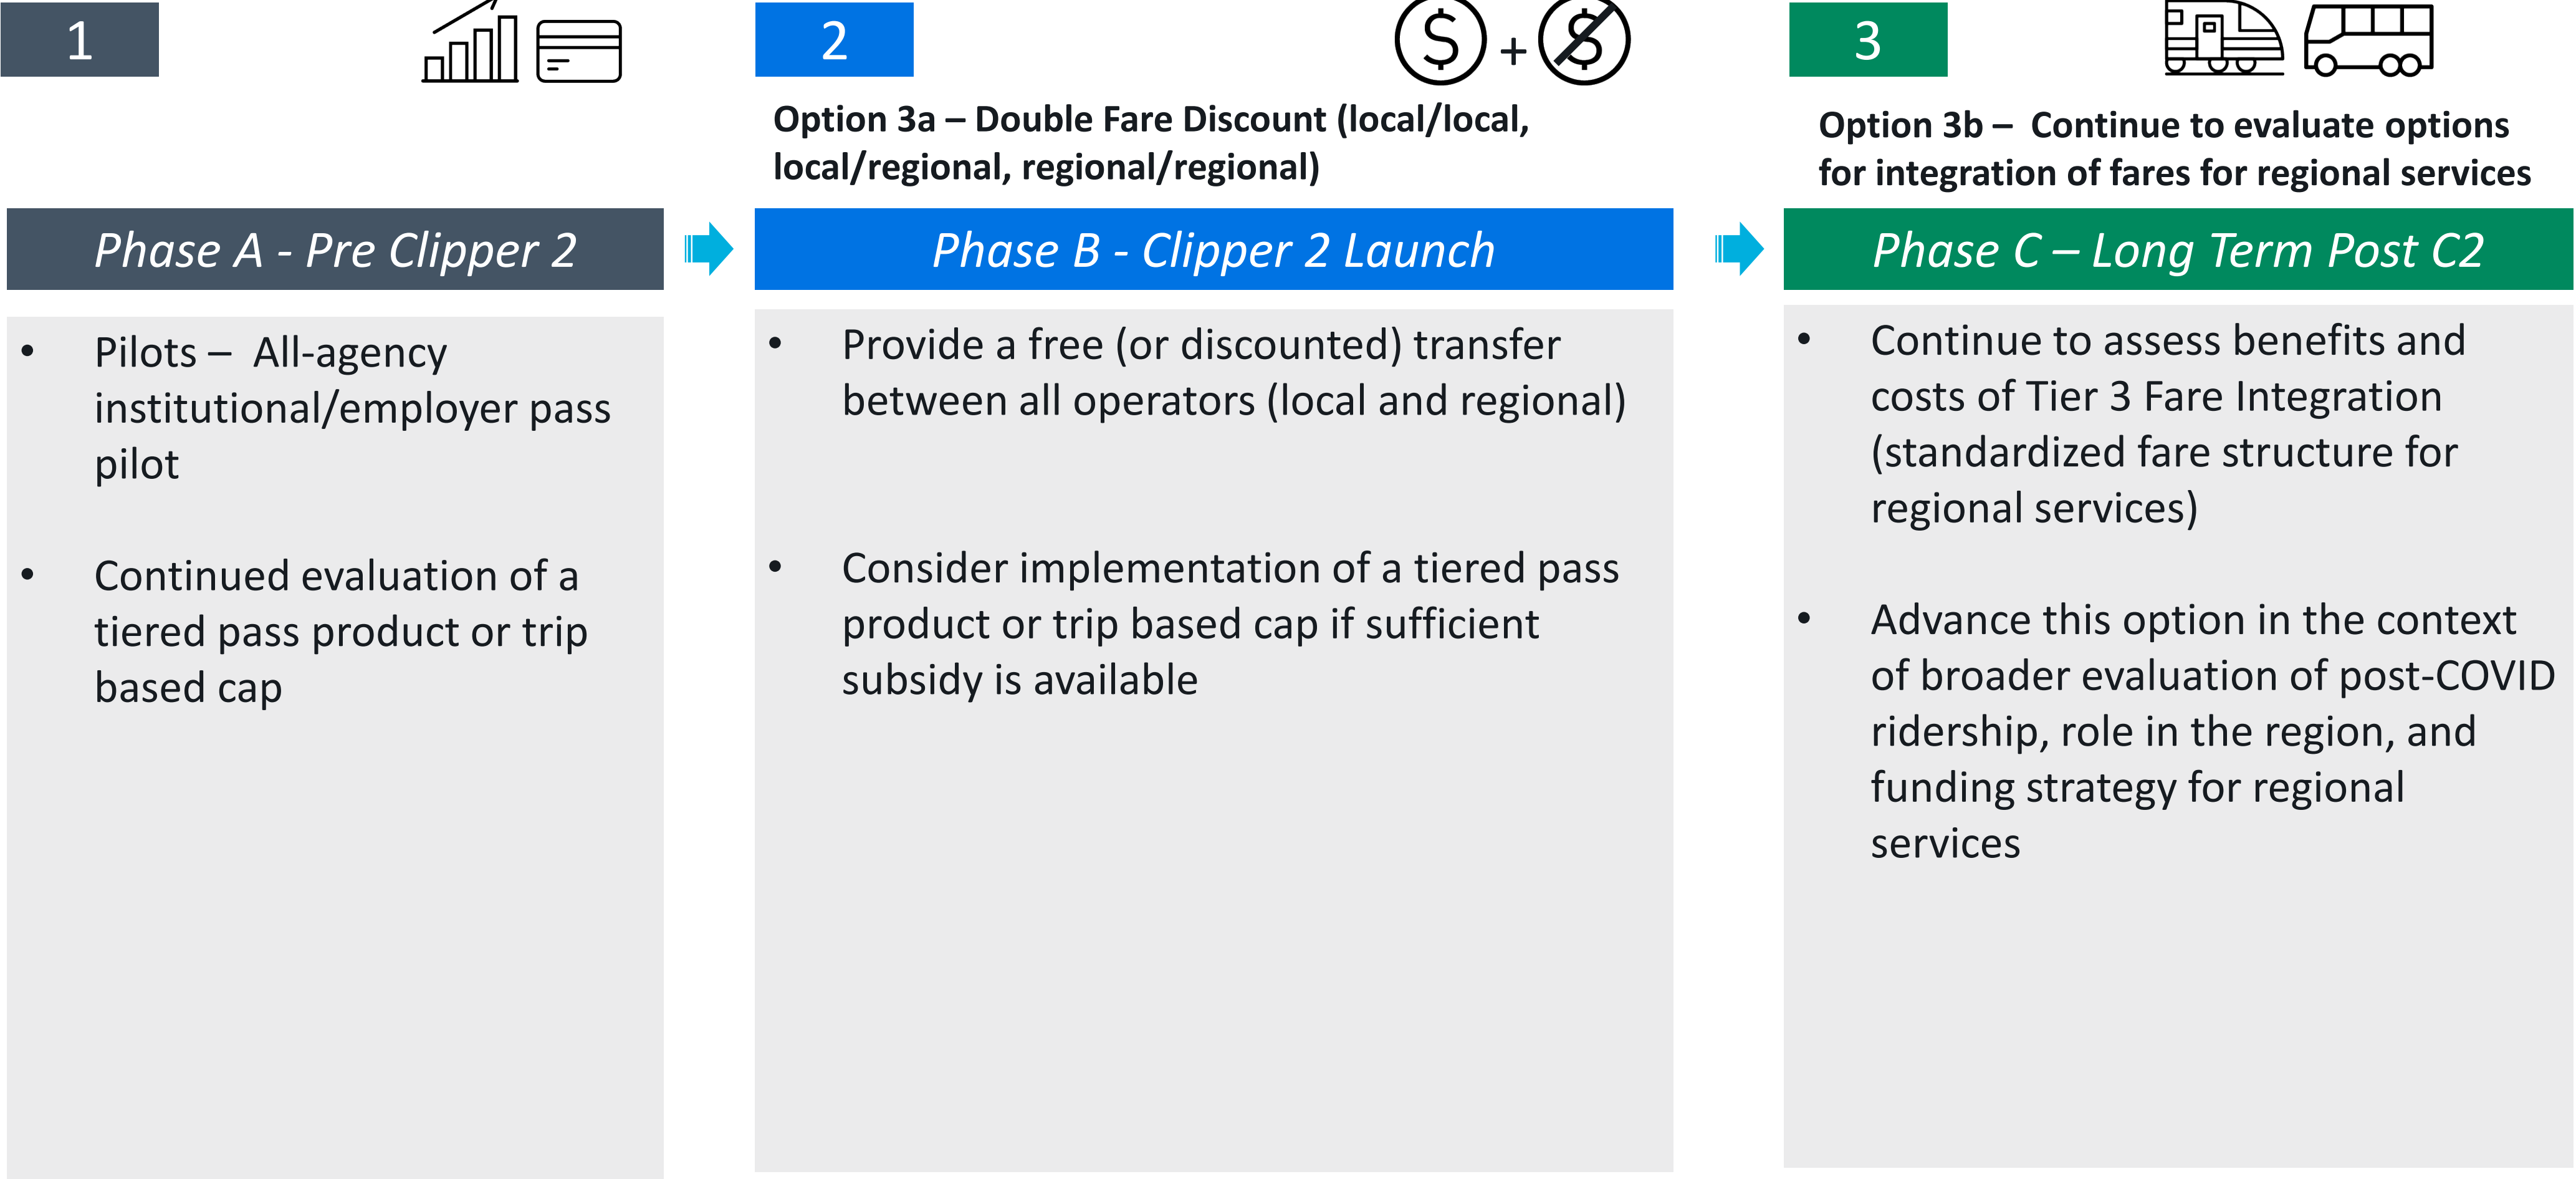 1
2
Option 3a – Double Fare Discount (local/local,
local/regional, regional/regional)
3
Option 3b – Continue to evaluate options
for integration of fares for regional services
Phase A - Pre Clipper 2
Phase B - Clipper 2 Launch
Phase C – Long Term Post C2
• Pilots – All-agency
institutional/employer pass
pilot
• Continued evaluation of a
tiered pass product or trip
based cap
• Provide a free (or discounted) transfer
between all operators (local and regional)
• Consider implementation of a tiered pass
product or trip based cap if sufficient
subsidy is available
• Continue to assess benefits and
costs of Tier 3 Fare Integration
(standardized fare structure for
regional services)
• Advance this option in the context
of broader evaluation of post-COVID
ridership, role in the region, and
funding strategy for regional
services